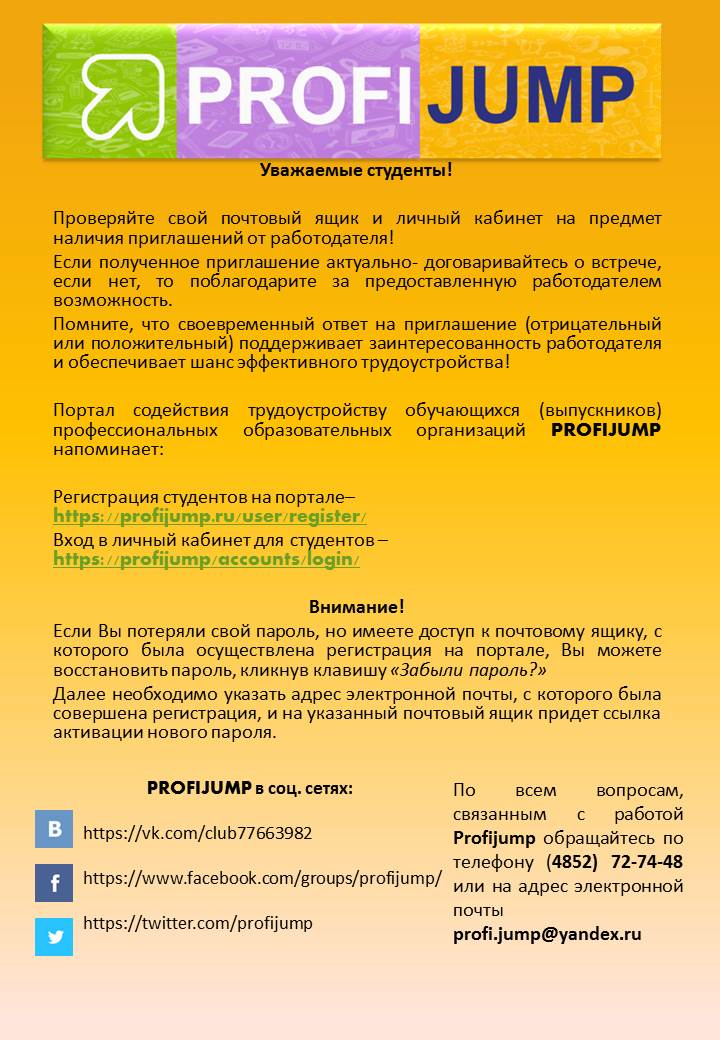 PROFIJUMP
Уважаемые студенты!
Проверяйте свой почтовый ящик и личный кабинет на предмет
наличия приглашений от работодателя!
Если полученное приглашение актуально- договаривайтесь о встрече,
если нет, то поблагодарите за предоставленную работодателем
возможность.
Помните, что своевременный ответ на приглашение (отрицательный
или положительный) поддерживает заинтересованность работодателя
и обеспечивает шанс эффективного трудоустройства!
Портал содействия трудоустройству обучающихся (выпускников)
профессиональных образовательных организаций PROFIJUMP
напоминает:
Регистрация студентов на портале–
https://profijump.ru/user/register/
Вход в личный кабинет для студентов –
https://profijump/accounts/login/
Внимание!
Если Вы потеряли свой пароль, но имеете доступ к почтовому ящику, с
которого была осуществлена регистрация на портале, Вы можете
восстановить пароль, кликнув клавишу «Забыли пароль?»
Далее необходимо указать адрес электронной почты, с которого была
совершена регистрация, и на указанный почтовый ящик придет ссылка
активации нового пароля.
PROFIJUMP в соц. сетях:
В https://vk.com/club77663982
f https://www.facebook.com/groups/profijump/
https://twitter.com/profijump
По всем вопросам,
связанным с работой
Profijump обращайтесь по
телефону (4852) 72-74-48
или на адрес электронной
почты
profi.jump@yandex.ru